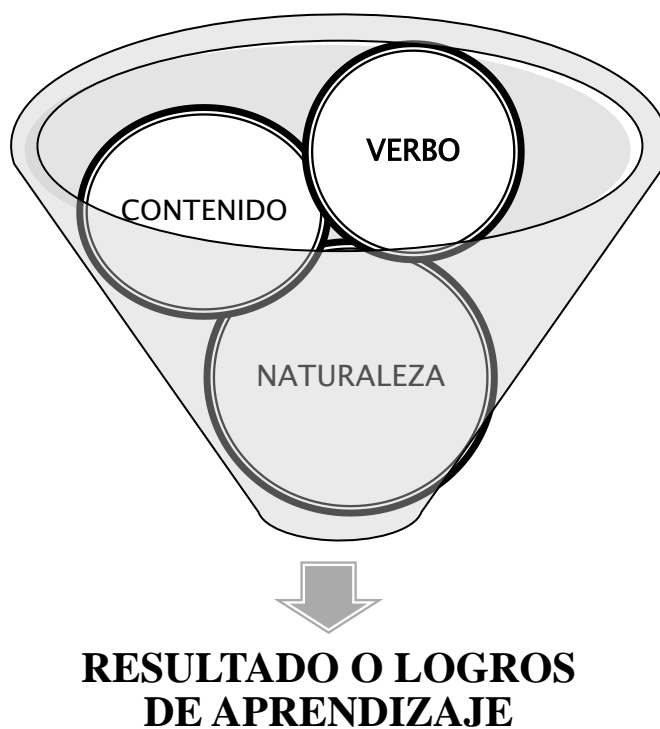 VERBO
CONTENIDO
NATURALEZA
RESULTADO O LOGROS
DE APRENDIZAJE